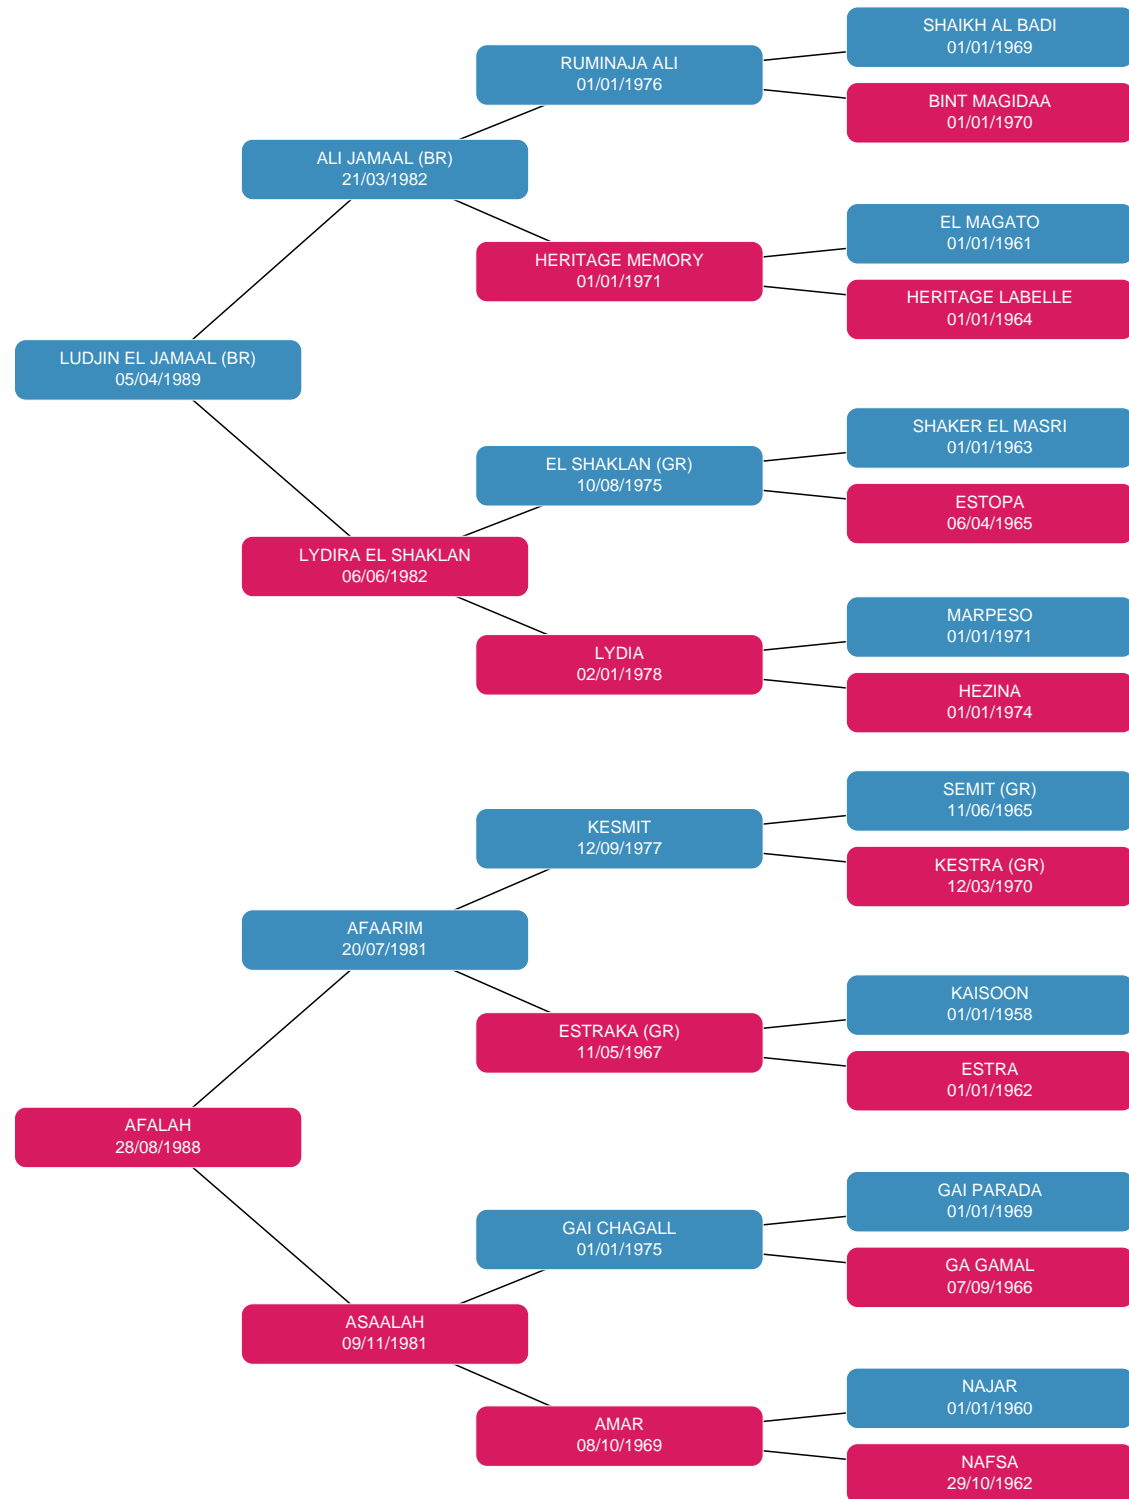 SHAIKH AL BADI
01/01/1969
RUMINAJA ALI
01/01/1976
BINT MAGIDAA
01/01/1970
ALI JAMAAL (BR)
21/03/1982
EL MAGATO
01/01/1961
HERITAGE MEMORY
01/01/1971
HERITAGE LABELLE
01/01/1964
LUDJIN EL JAMAAL (BR)
05/04/1989
SHAKER EL MASRI
01/01/1963
EL SHAKLAN (GR)
10/08/1975
ESTOPA
06/04/1965
LYDIRA EL SHAKLAN
06/06/1982
MARPESO
01/01/1971
LYDIA
02/01/1978
HEZINA
01/01/1974
SEMIT (GR)
11/06/1965
KESMIT
12/09/1977
KESTRA (GR)
12/03/1970
AFAARIM
20/07/1981
KAISOON
01/01/1958
ESTRAKA (GR)
11/05/1967
ESTRA
01/01/1962
AFALAH
28/08/1988
GAI PARADA
01/01/1969
GAI CHAGALL
01/01/1975
GA GAMAL
07/09/1966
ASAALAH
09/11/1981
NAJAR
01/01/1960
AMAR
08/10/1969
NAFSA
29/10/1962